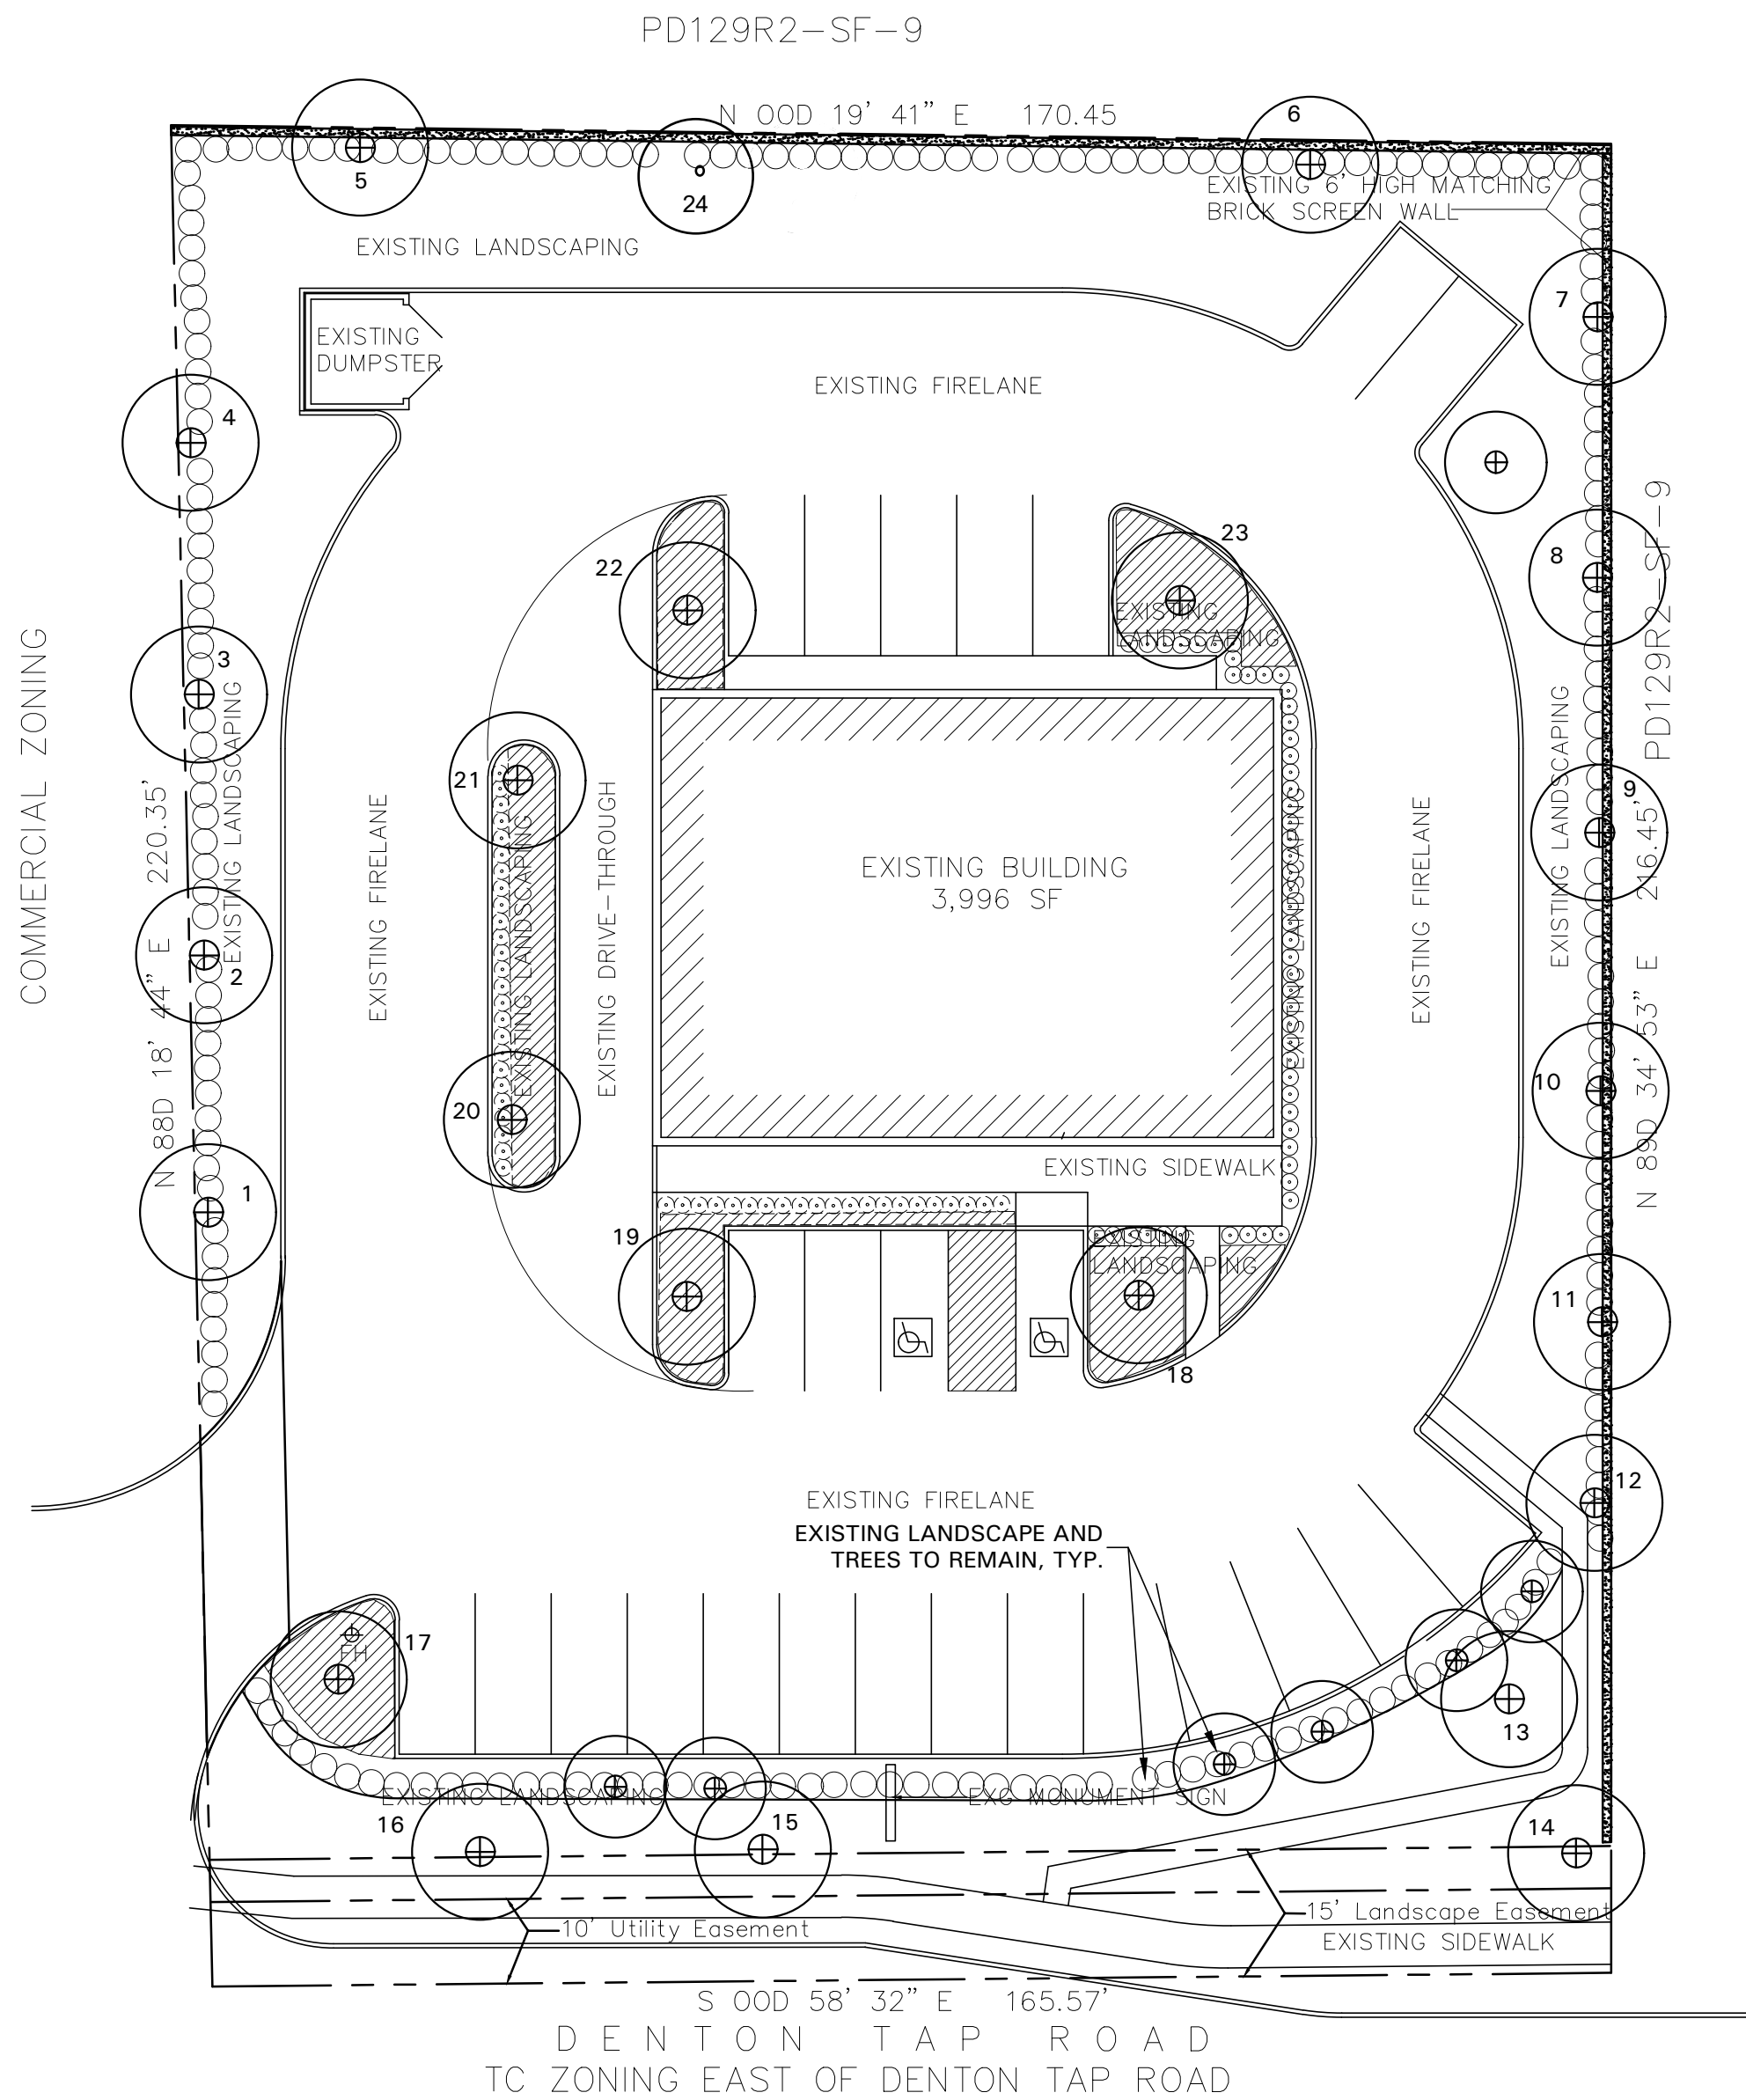 PD129R2-SF-9
N 00D 19' 41" E 170.45
6
5
24
EXISTING 6' HIGH MATCHING
BRICK SCREEN WALL
EXISTING LANDSCAPING
7
EXISTING
DUMPSTER
EXISTING FIRELANE
4
23
22
8
EXISTING
LANDSCAPING
PD129R2-SF-9
3
COMMERCIAL ZONING
N 88D 18' 44" E 220.35'
EXISTING LANDSCAPING
EXISTING FIRELANE
21
EXISTING LANDSCAPING
EXISTING DRIVE-THROUGH
EXISTING BUILDING
3,996 SF
EXISTING LANDSCAPING
EXISTING FIRELANE
EXISTING LANDSCAPING
9
N 89D 34' 53" E 216.45'
2
10
20
EXISTING SIDEWALK
1
19
EXISTING
LANDSCAPING
11
18
12
EXISTING FIRELANE
EXISTING LANDSCAPE AND
TREES TO REMAIN, TYP.
17
FH
13
EXISTING LANDSCAPING
EXG MONUMENT SIGN
16
15
14
10' Utility Easement
15' Landscape Easement
EXISTING SIDEWALK
S 00D 58' 32" E 165.57'
DENTON TAP ROAD
TC ZONING EAST OF DENTON TAP ROAD